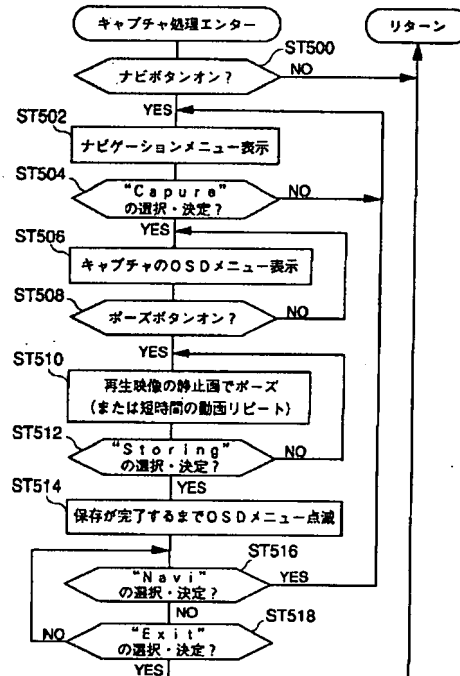 キャプチャ処理エンター
リターン
ST500
ナビボタンオン？
NO
YES
ST502
ナビゲーションメニュー表示
ST504
“Capure”
の選択・決定？
NO
YES
ST506
キャプチャのOSDメニュー表示
ST508
ポーズボタンオン？
NO
YES
ST510
再生映像の静止画でポーズ
(または短時間の動画リピート)
ST512
“Storing”
の選択・決定？
NO
YES
ST514
保存が完了するまでOSDメニュー点滅
ST516
“Navi”
の選択・決定？
YES
NO
ST518
“Exit”
の選択・決定？
NO
YES